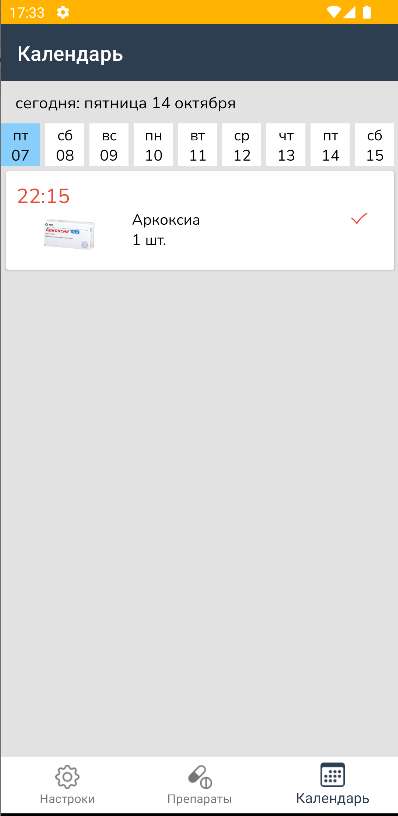 17:33
Календарь
сегодня: пятница 14 октября
пт сб вс пн вт ср чт пт сб
07 08 09 10 11 12 13 14 15
22:15
Аркоксиа
Аркоксиа
1 шт.
Настроки Препараты Календарь